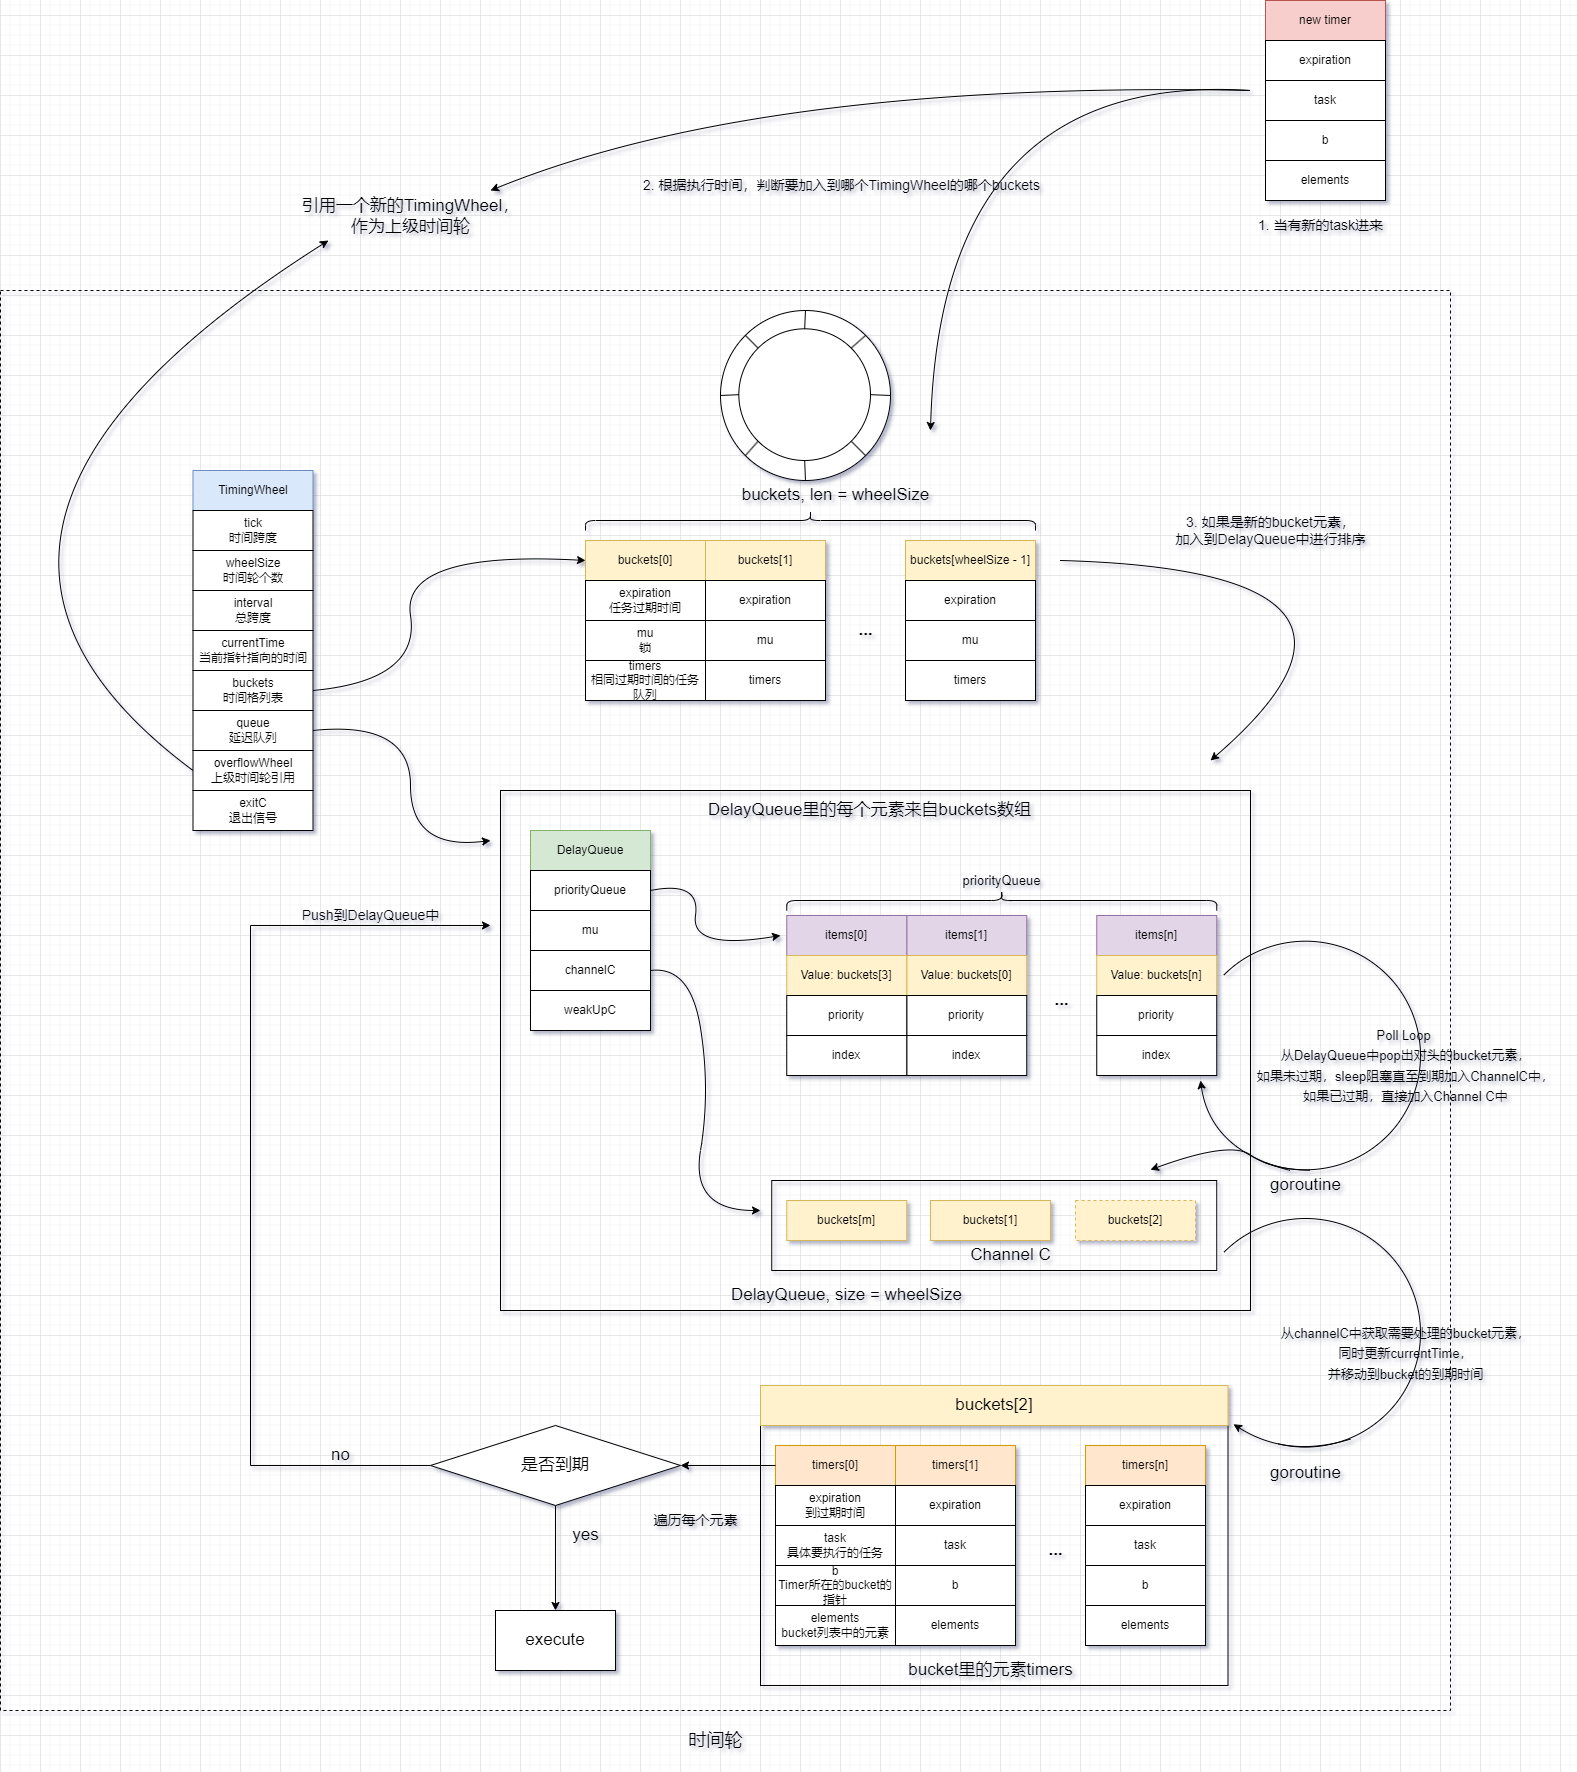 new timer
expiration
task
b
elements
1. 当有新的task进来
2. 根据执行时间，判断要加入到哪个TimingWheel的哪个buckets
引用一个新的TimingWheel，
作为上级时间轮
buckets, len = wheelSize
TimingWheel
tick
时间跨度
wheelSize
时间轮个数
interval
总跨度
currentTime
当前指针指向的时间
buckets
时间格列表
queue
延迟队列
overflowWheel
上级时间轮引用
exitC
退出信号
buckets[0]
expiration
任务过期时间
mu
锁
timers
相同过期时间的任务
队列
buckets[1]
expiration
mu
timers
...
buckets[wheelSize - 1]
expiration
mu
timers
3. 如果是新的bucket元素，
加入到DelayQueue中进行排序
DelayQueue里的每个元素来自buckets数组
DelayQueue
priorityQueue
mu
channelC
weakUpC
Push到DelayQueue中
priorityQueue
items[0]
Value: buckets[3]
priority
index
items[1]
Value: buckets[0]
priority
index
...
items[n]
Value: buckets[n]
priority
index
Poll Loop
从DelayQueue中pop出对头的bucket元素，
如果未过期，sleep阻塞直至到期加入ChannelC中，
如果已过期，直接加入Channel C中
goroutine
buckets[m]
buckets[1]
buckets[2]
Channel C
DelayQueue, size = wheelSize
从channelC中获取需要处理的bucket元素，
同时更新currentTime，
并移动到bucket的到期时间
goroutine
buckets[2]
timers[0]
expiration
到过期时间
task
具体要执行的任务
b
Timer所在的bucket的
指针
elements
bucket列表中的元素
timers[1]
expiration
task
b
elements
...
timers[n]
expiration
task
b
elements
bucket里的元素timers
遍历每个元素
是否到期
no
yes
execute
时间轮